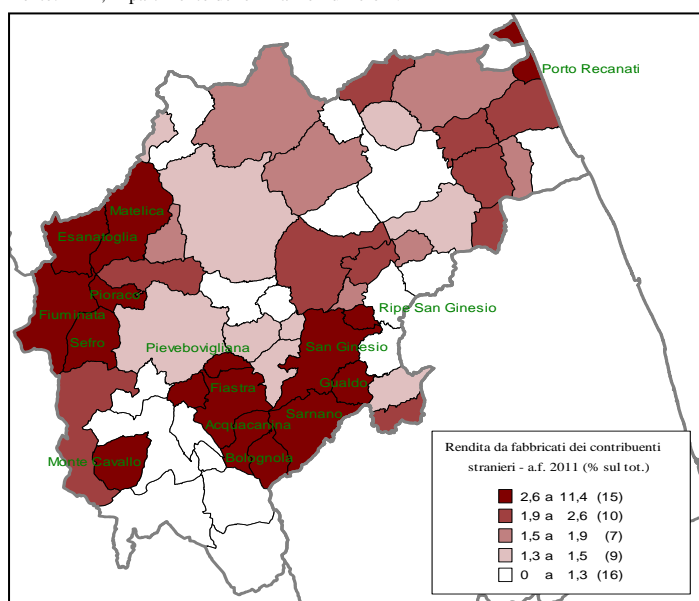 Porto Recanati
Matelica
Esanatoglia
Pioraco
Fiuminata
Ripe San Ginesio
Sefro
Pievebovigliana
San Ginesio
Fiastra
Gualdo
Sarnano
Acquacanina
Monte Cavallo
Bolognola
Rendita da fabbricati dei contribuenti
stranieri - a.f. 2011 (% sul tot.)
2,6 a 11,4 (15)
1,9 a 2,6 (10)
1,5 a 1,9 (7)
1,3 a 1,5 (9)
0 a 1,3 (16)